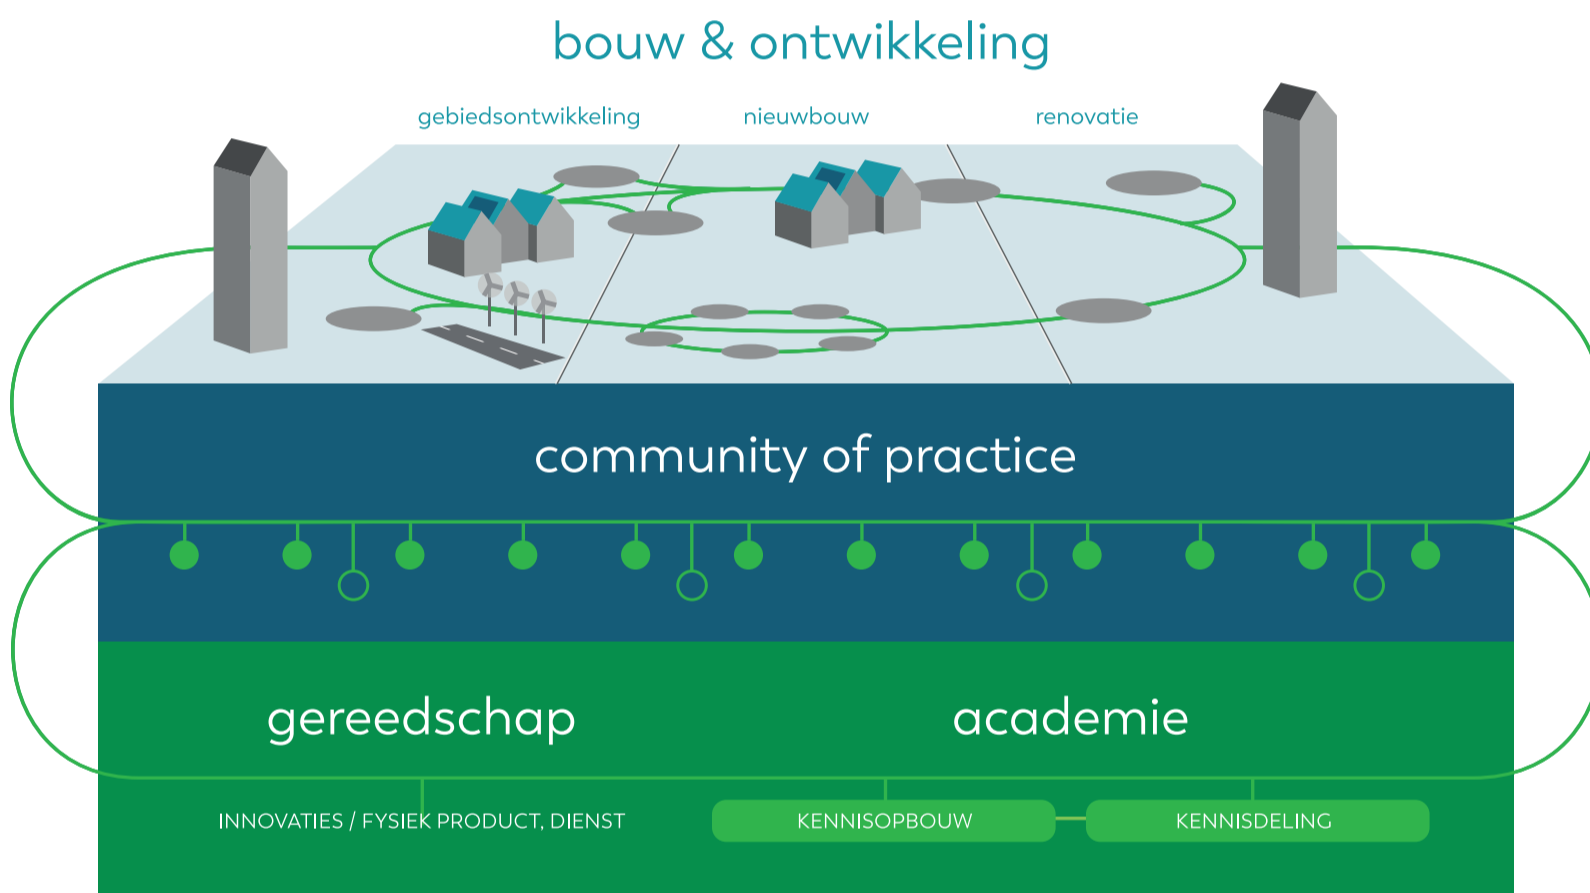 bouw & ontwikkeling
gebiedsontwikkeling
nieuwbouw
renovatie
community of practice
gereedschap
academie
INNOVATIES / FYSIEK PRODUCT, DIENST
KENNISOPBOUW
KENNISDELING